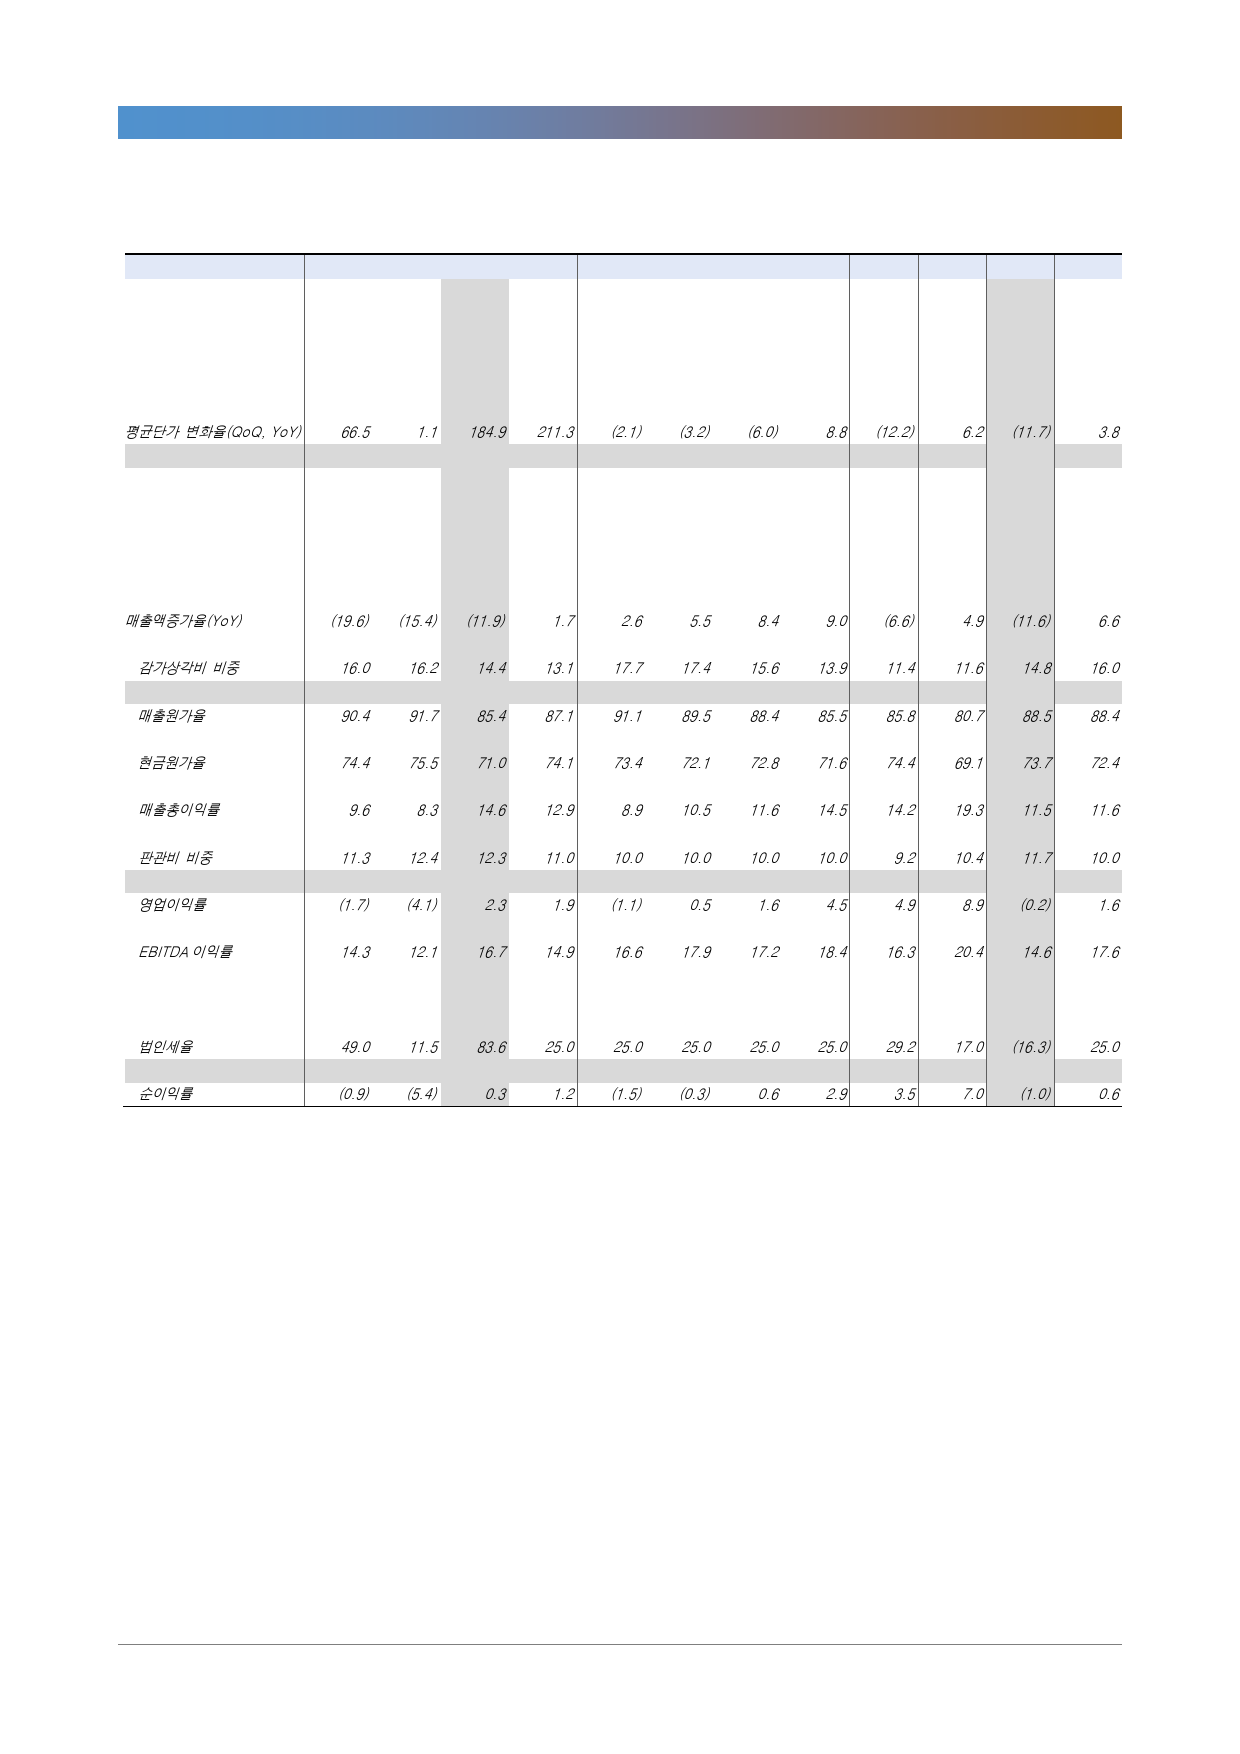 평균단가 변화율(QoQ, YoY) 66.5 1.1 184.9 211.3 (2.1) (3.2) (6.0) 8.8 (12.2) 6.2 (11.7) 3.8
매출액증가율(YoY) (19.6) (15.4) (11.9) 1.7 2.6 5.5 8.4 9.0 (6.6) 4.9 (11.6) 6.6
감가상각비 비중 16.0 16.2 14.4 13.1 17.7 17.4 15.6 13.9 11.4 11.6 14.8 16.0
매출원가율 90.4 91.7 85.4 87.1 91.1 89.5 88.4 85.5 85.8 80.7 88.5 88.4
현금원가율 74.4 75.5 71.0 74.1 73.4 72.1 72.8 71.6 74.4 69.1 73.7 72.4
매출총이익률 9.6 8.3 14.6 12.9 8.9 10.5 11.6 14.5 14.2 19.3 11.5 11.6
판관비 비중 11.3 12.4 12.3 11.0 10.0 10.0 10.0 10.0 9.2 10.4 11.7 10.0
영업이익률 (1.7) (4.1) 2.3 1.9 (1.1) 0.5 1.6 4.5 4.9 8.9 (0.2) 1.6
EBITDA 이익률 14.3 12.1 16.7 14.9 16.6 17.9 17.2 18.4 16.3 20.4 14.6 17.6
법인세율 49.0 11.5 83.6 25.0 25.0 25.0 25.0 25.0 29.2 17.0 (16.3) 25.0
순이익률 (0.9) (5.4) 0.3 1.2 (1.5) (0.3) 0.6 2.9 3.5 7.0 (1.0) 0.6